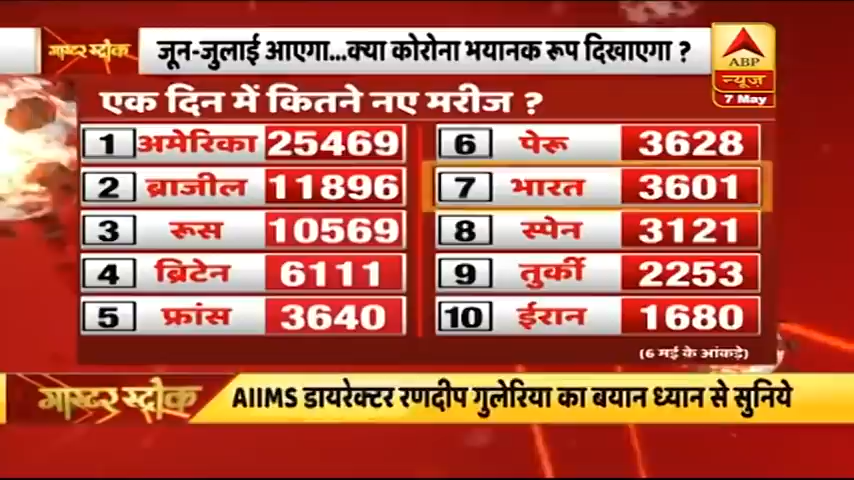 मास्टर स्ट्रोक
जून-जुलाई आएगा...क्या कोरोना भयानक रूप दिखाएगा ?
ABP
न्यूज़
7 May
एक दिन में कितने नए मरीज ?
1 अमेरिका 25469
2 ब्राजील 11896
3 रूस 10569
4 ब्रिटेन 6111
5 फ्रांस 3640
6 पेरू 3628
7 भारत 3601
8 स्पेन 3121
9 तुर्की 2253
10 ईरान 1680
(6 मई के आंकड़े)
मास्टर स्ट्रोक
AIIMS डायरेक्टर रणदीप गुलेरिया का बयान ध्यान से सुनिये